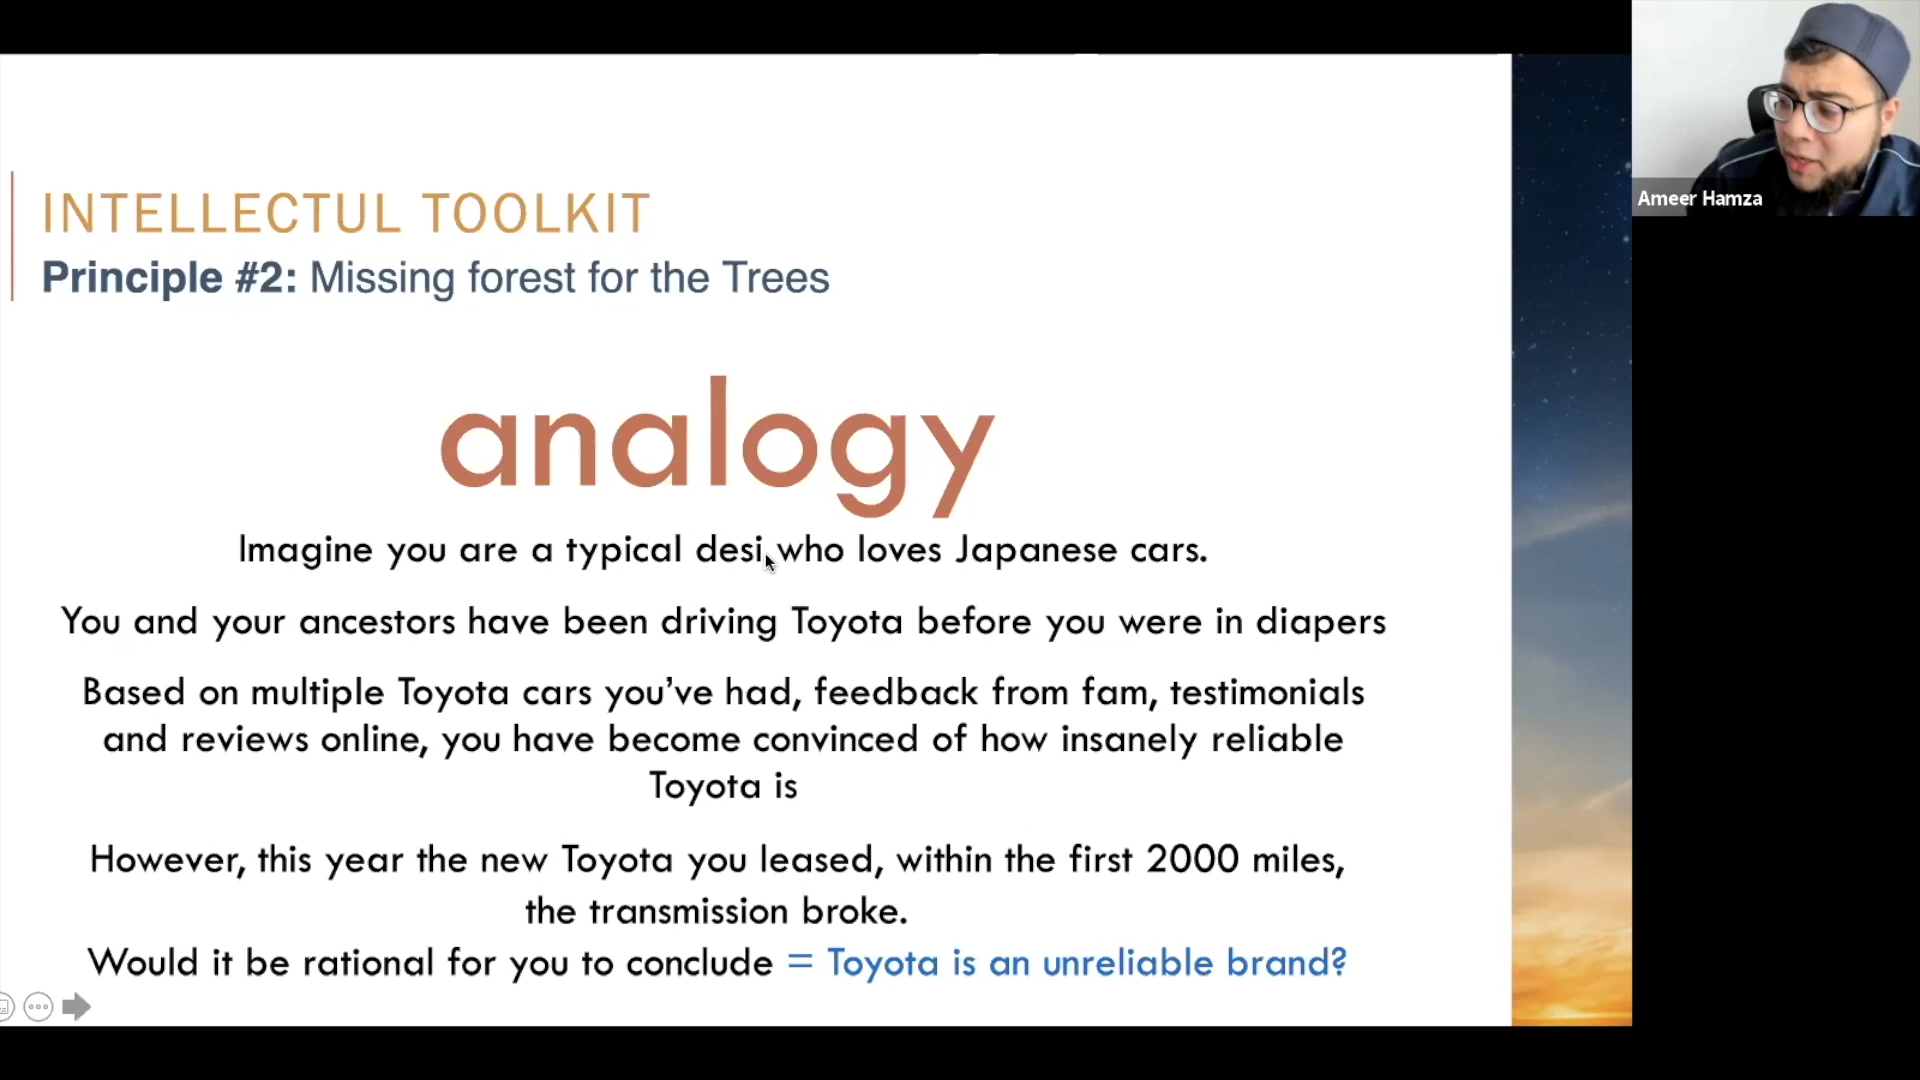 INTELLECTUL TOOLKIT
Principle #2: Missing forest for the Trees
analogy
Imagine you are a typical desi who loves Japanese cars.
You and your ancestors have been driving Toyota before you were in diapers
Based on multiple Toyota cars you’ve had, feedback from fam, testimonials
and reviews online, you have become convinced of how insanely reliable
Toyota is
However, this year the new Toyota you leased, within the first 2000 miles,
the transmission broke.
Would it be rational for you to conclude = Toyota is an unreliable brand?
Ameer Hamza